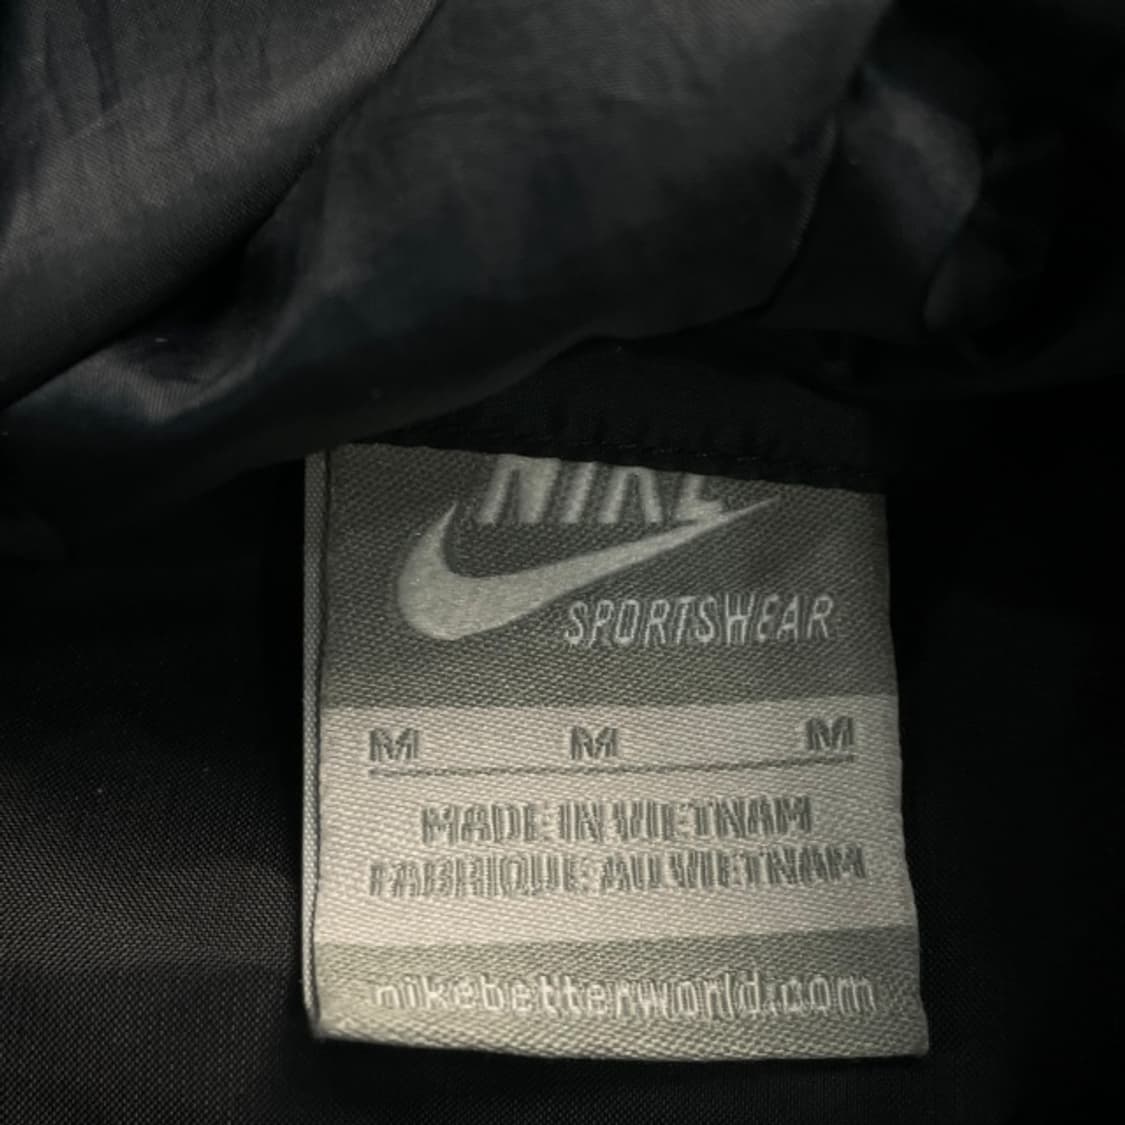 NIKE
SPORTSWEAR
M M M
MADE IN VIETNAM
FABRIQUE AU VIETNAM
nikebetterworld.com